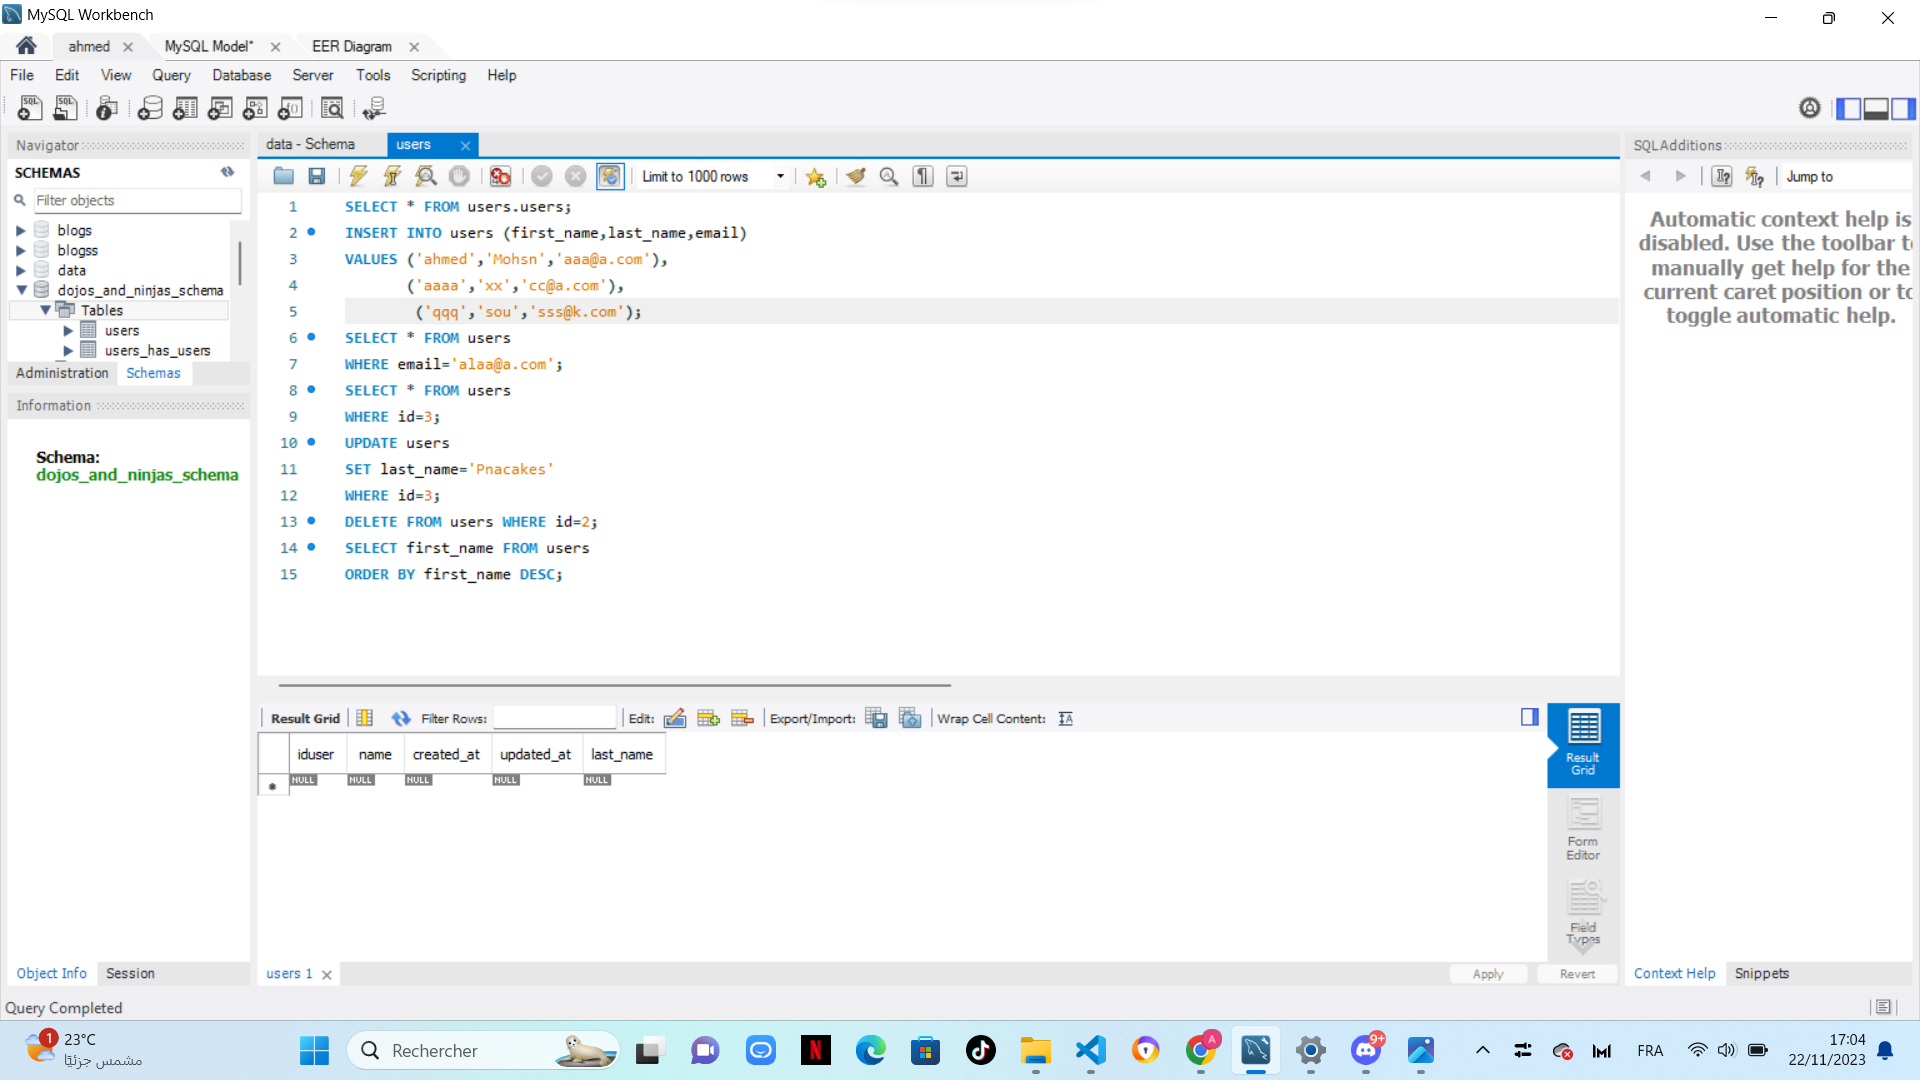 MySQL Workbench
ahmed
MySQL Model*
EER Diagram
File Edit View Query Database Server Tools Scripting Help
Navigator
SCHEMAS
Filter objects
blogs
blogss
data
dojos_and_ninjas_schema
Tables
users
users_has_users
Administration Schemas
Information
Schema:
dojos_and_ninjas_schema
Object Info Session
data - Schema
users
Limit to 1000 rows
1 SELECT * FROM users.users;
2 INSERT INTO users (first_name,last_name,email)
3 VALUES ('ahmed','Mohsn','aaa@a.com'),
4 ('aaaa','xx','cc@a.com'),
5 ('qqq','sou','sss@k.com');
6 SELECT * FROM users
7 WHERE email='alaa@a.com';
8 SELECT * FROM users
9 WHERE id=3;
10 UPDATE users
11 SET last_name='Pnacakes'
12 WHERE id=3;
13 DELETE FROM users WHERE id=2;
14 SELECT first_name FROM users
15 ORDER BY first_name DESC;
Result Grid Filter Rows: Edit: Export/Import: Wrap Cell Content:
iduser name created_at updated_at last_name
NULL NULL NULL NULL NULL
Result
Grid
Form
Editor
Field
Types
users 1
Apply Revert
SQLAdditions
Jump to
Automatic context help is
disabled. Use the toolbar t
manually get help for the
current caret position or to
toggle automatic help.
Context Help Snippets
Query Completed
1
23°C
مشمس جزئيًا
Rechercher
A
9+
FRA
17:04
22/11/2023